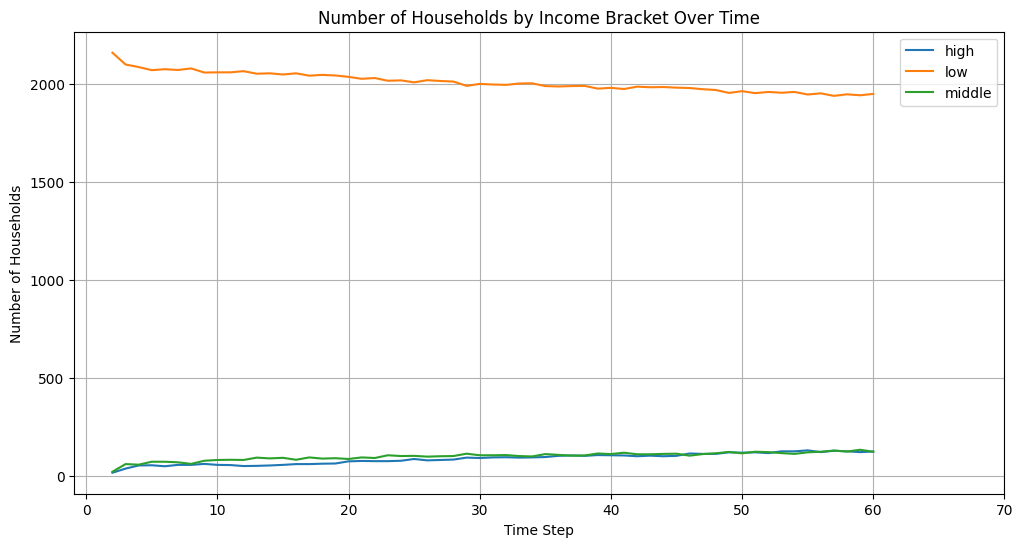 Number of Households by Income Bracket Over Time
high
low
middle
Number of Households
2000
1500
1000
500
0
0 10 20 30 40 50 60 70
Time Step